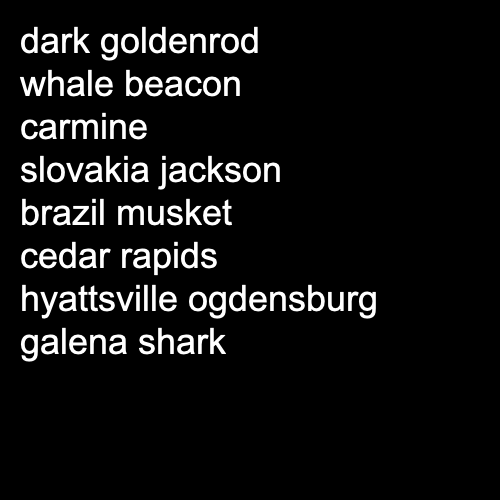 dark goldenrod
whale beacon
carmine
slovakia jackson
brazil musket
cedar rapids
hyattsville ogdensburg
galena shark